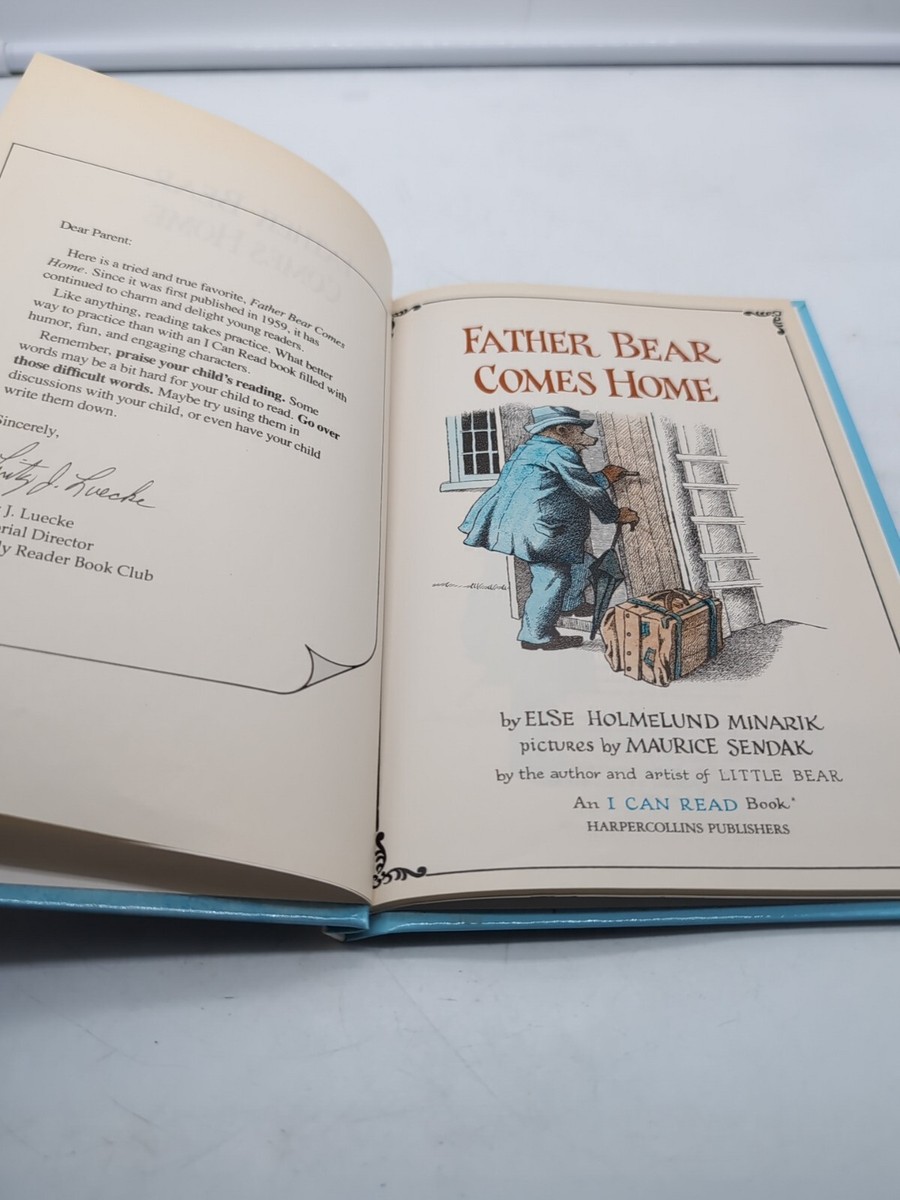 Dear Parent:
Here is a tried and true favorite, Father Bear Comes
Home. Since it was first published in 1959, it has
continued to charm and delight young readers.
Like anything, reading takes practice. What better
way to practice than with an I Can Read book filled with
humor, fun, and engaging characters.
Remember, praise your child's reading. Some
words may be a bit hard for your child to read. Go over
those difficult words. Maybe try using them in
discussions with your child, or even have your child
write them down.
Sincerely,
J. Luecke
J. Luecke
Director
Reader Book Club
FATHER BEAR
COMES HOME
by ELSE HOLMELUND MINARIK
pictures by MAURICE SENDAK
by the author and artist of LITTLE BEAR
An I CAN READ Book*
HARPERCOLLINS PUBLISHERS